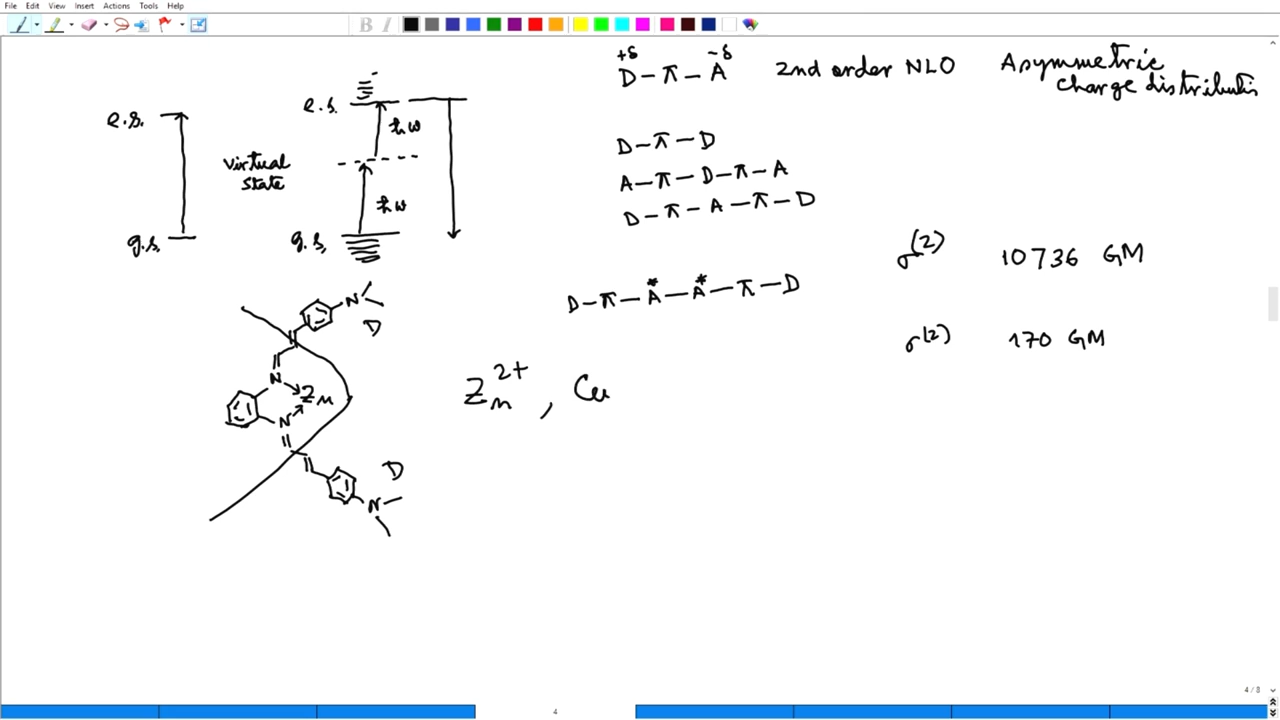 File Edit View Insert Actions Tools Help
B I
+δ -δ
D-π-A 2nd order NLO Asymmetric
charge distributio
e.s.
g.s.
Virtual
State
e.s.
ħω
ħω
g.s.
D-π-D
A-π-D-π-A
D-π-A-π-D
σ(2) 10736 GM
* *
D-π-A-A-π-D
σ(2) 170 GM
N
D
N
Zn
N
D
N
Zn2+, Cu
4 / 8
4